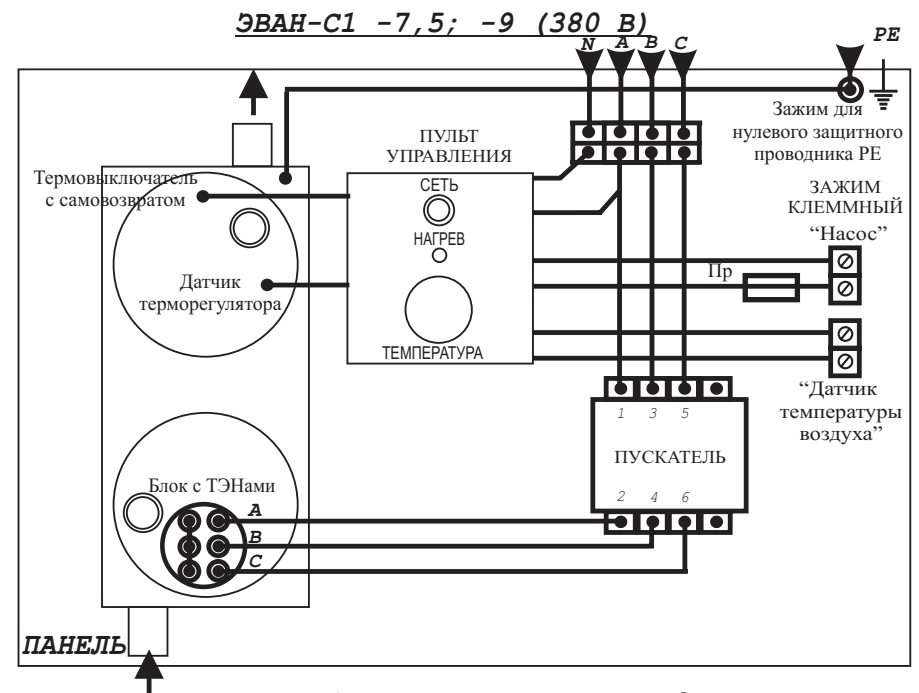 ЭВАН-С1 -7,5; -9 (380 В)
N A B C
PE
Зажим для
нулевого защитного
проводника PE
ПУЛЬТ
УПРАВЛЕНИЯ
Термовыключатель
с самовозвратом
СЕТЬ
НАГРЕВ
ЗАЖИМ
КЛЕММНЫЙ
“Насос”
Пр
Датчик
терморегулятора
ТЕМПЕРАТУРА
“Датчик
температуры
воздуха”
1 3 5
ПУСКАТЕЛЬ
2 4 6
Блок с ТЭНами
A
B
C
ПАНЕЛЬ